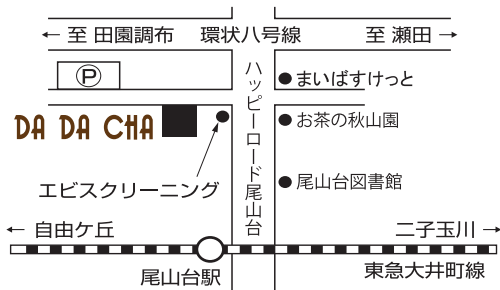 ← 至 田園調布 環状八号線 至 瀬田 →
P
ハッピーロード尾山台
まいばすけっと
DA DA CHA
お茶の秋山園
エビスクリーニング
尾山台図書館
← 自由ケ丘
二子玉川 →
尾山台駅
東急大井町線